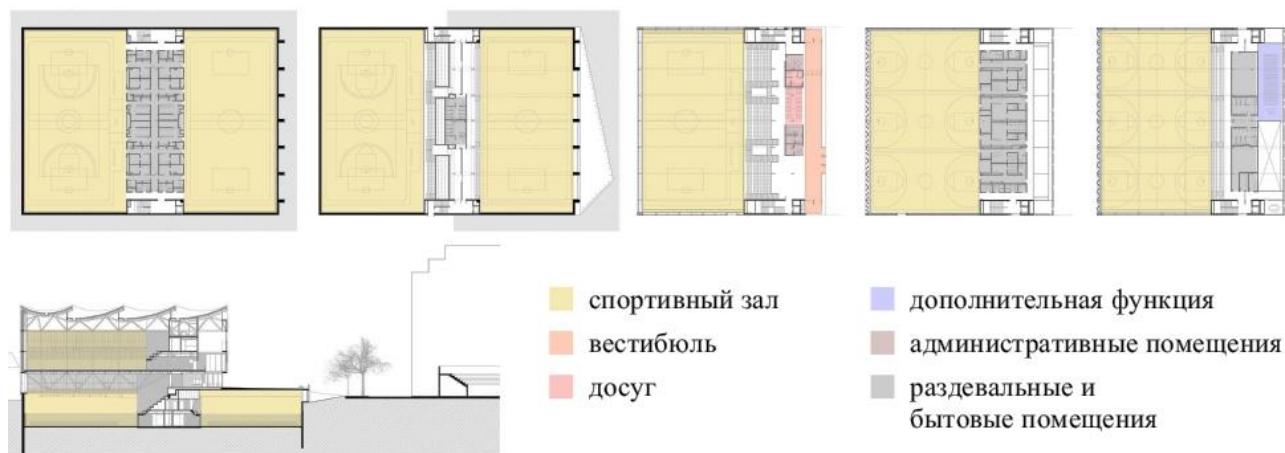 спортивный зал
вестибюль
досуг
дополнительная функция
административные помещения
раздевальные и
бытовые помещения